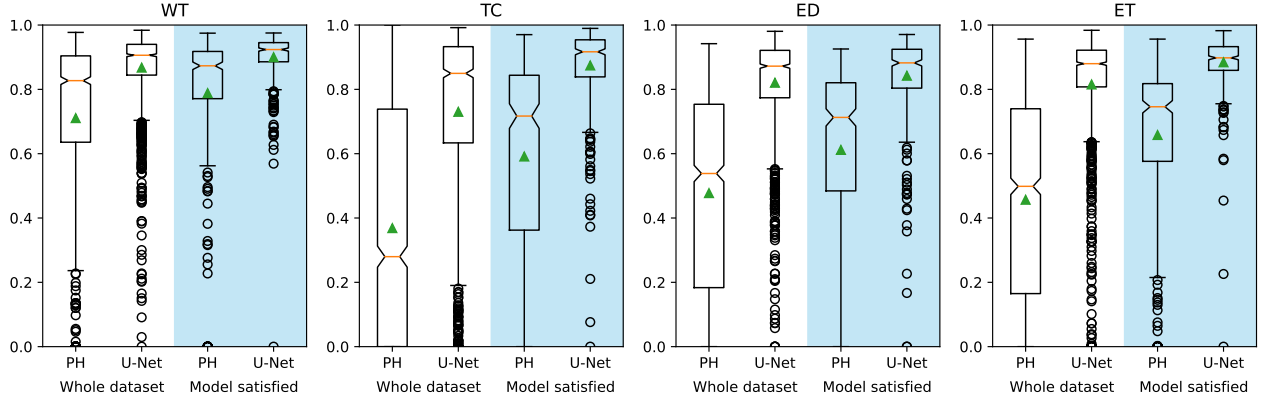 WT TC ED ET
1.0 1.0 1.0 1.0
0.8 0.8 0.8 0.8
0.6 0.6 0.6 0.6
0.4 0.4 0.4 0.4
0.2 0.2 0.2 0.2
0.0 0.0 0.0 0.0
PH U-Net PH U-Net PH U-Net PH U-Net PH U-Net PH U-Net PH U-Net PH U-Net
Whole dataset Model satisfied Whole dataset Model satisfied Whole dataset Model satisfied Whole dataset Model satisfied